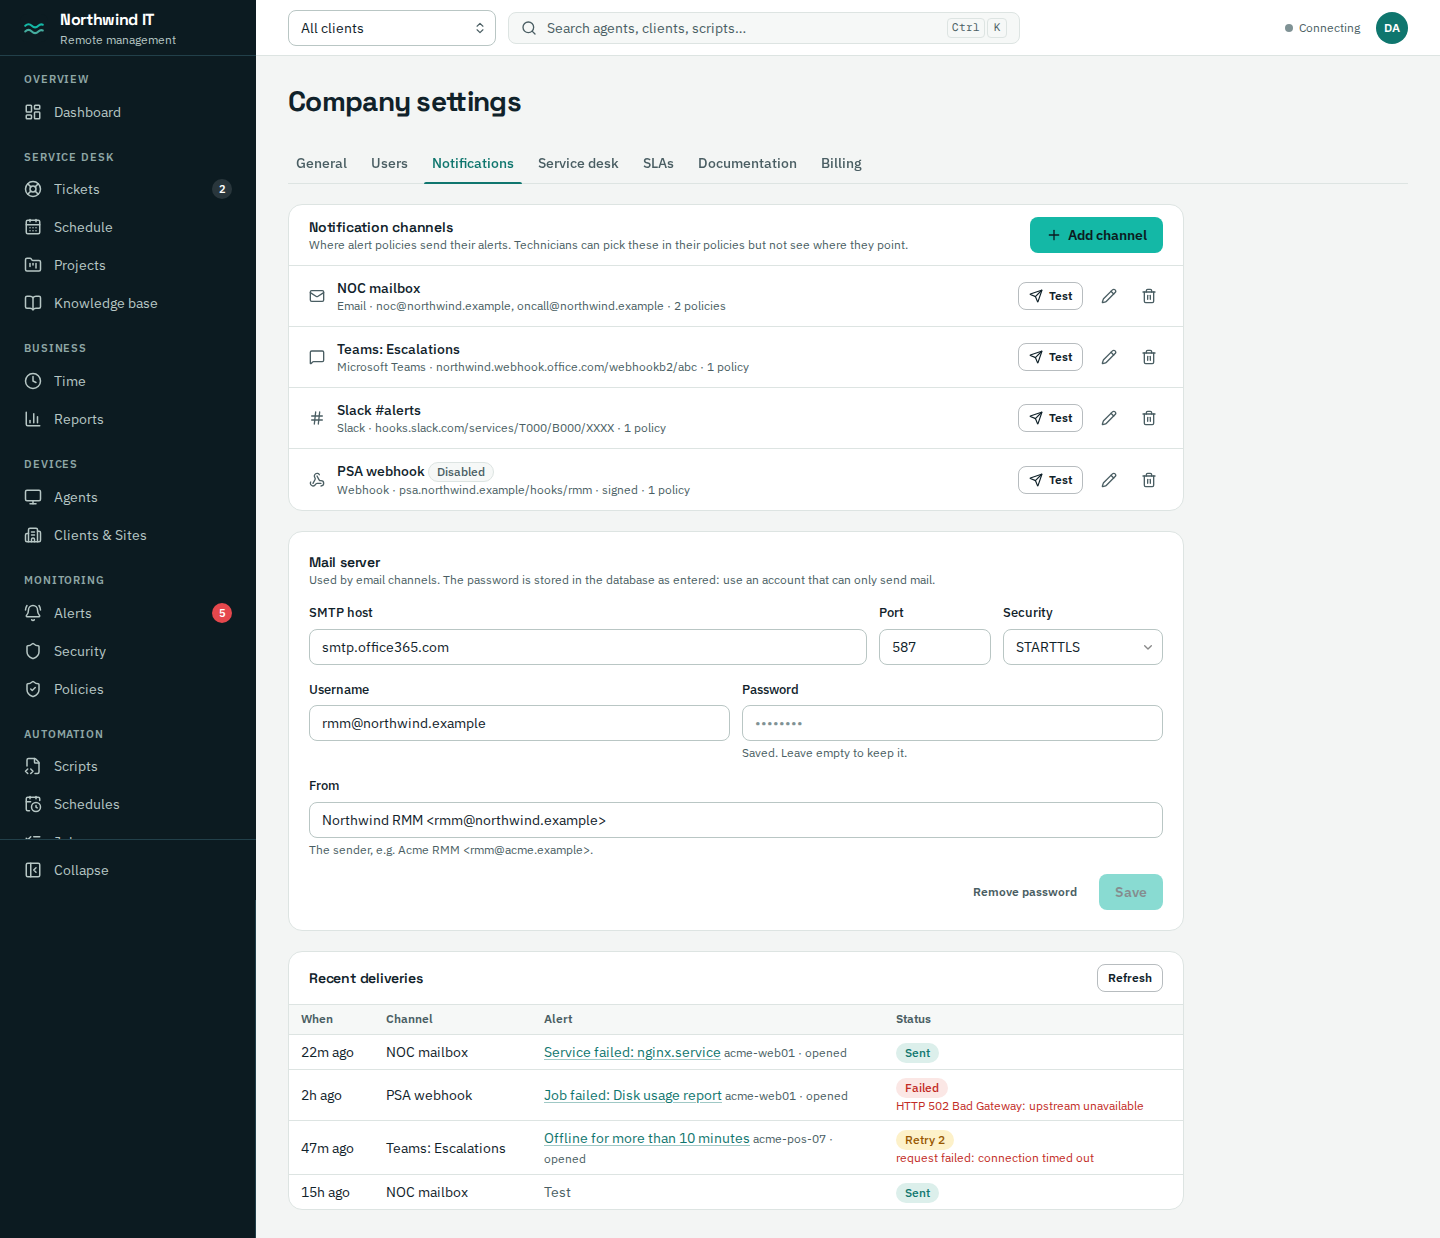 Northwind IT
Remote management
All clients
Search agents, clients, scripts...
Ctrl K
Connecting
DA
OVERVIEW
Dashboard
SERVICE DESK
Tickets 2
Schedule
Projects
Knowledge base
BUSINESS
Time
Reports
DEVICES
Agents
Clients & Sites
MONITORING
Alerts 5
Security
Policies
AUTOMATION
Scripts
Schedules
Collapse
Company settings
General Users Notifications Service desk SLAs Documentation Billing
Notification channels
Where alert policies send their alerts. Technicians can pick these in their policies but not see where they point.
Add channel
NOC mailbox
Email · noc@northwind.example, oncall@northwind.example · 2 policies
Test
Teams: Escalations
Microsoft Teams · northwind.webhook.office.com/webhookb2/abc · 1 policy
Test
Slack #alerts
Slack · hooks.slack.com/services/T000/B000/XXXX · 1 policy
Test
PSA webhook Disabled
Webhook · psa.northwind.example/hooks/rmm · signed · 1 policy
Test
Mail server
Used by email channels. The password is stored in the database as entered: use an account that can only send mail.
SMTP host Port Security
smtp.office365.com 587 STARTTLS
Username Password
rmm@northwind.example ••••••••
Saved. Leave empty to keep it.
From
Northwind RMM <rmm@northwind.example>
The sender, e.g. Acme RMM <rmm@acme.example>.
Remove password Save
Recent deliveries
Refresh
When Channel Alert Status
22m ago NOC mailbox Service failed: nginx.service acme-web01 · opened Sent
2h ago PSA webhook Job failed: Disk usage report acme-web01 · opened Failed
HTTP 502 Bad Gateway: upstream unavailable
47m ago Teams: Escalations Offline for more than 10 minutes acme-pos-07 · opened Retry 2
request failed: connection timed out
15h ago NOC mailbox Test Sent